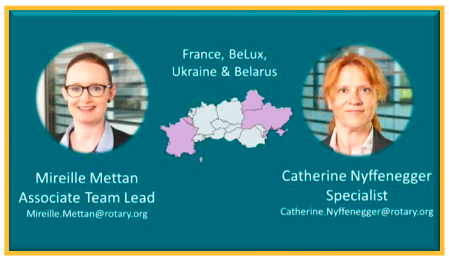 France, BeLux,
Ukraine & Belarus
Mireille Mettan
Associate Team Lead
Mireille.Mettan@rotary.org
Catherine Nyffenegger
Specialist
Catherine.Nyffenegger@rotary.org